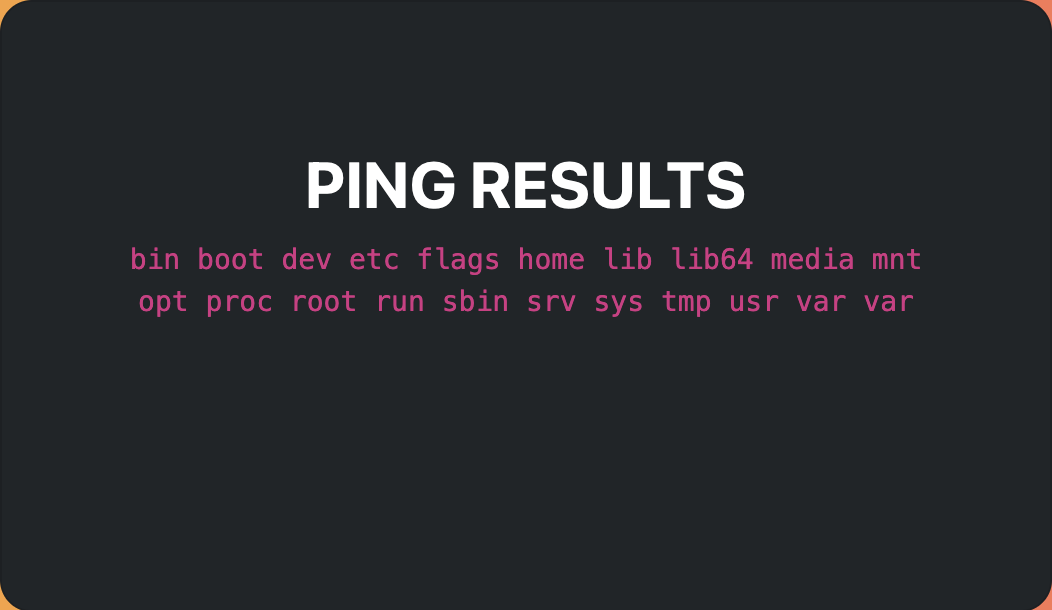 PING RESULTS
bin boot dev etc flags home lib lib64 media mnt
opt proc root run sbin srv sys tmp usr var var